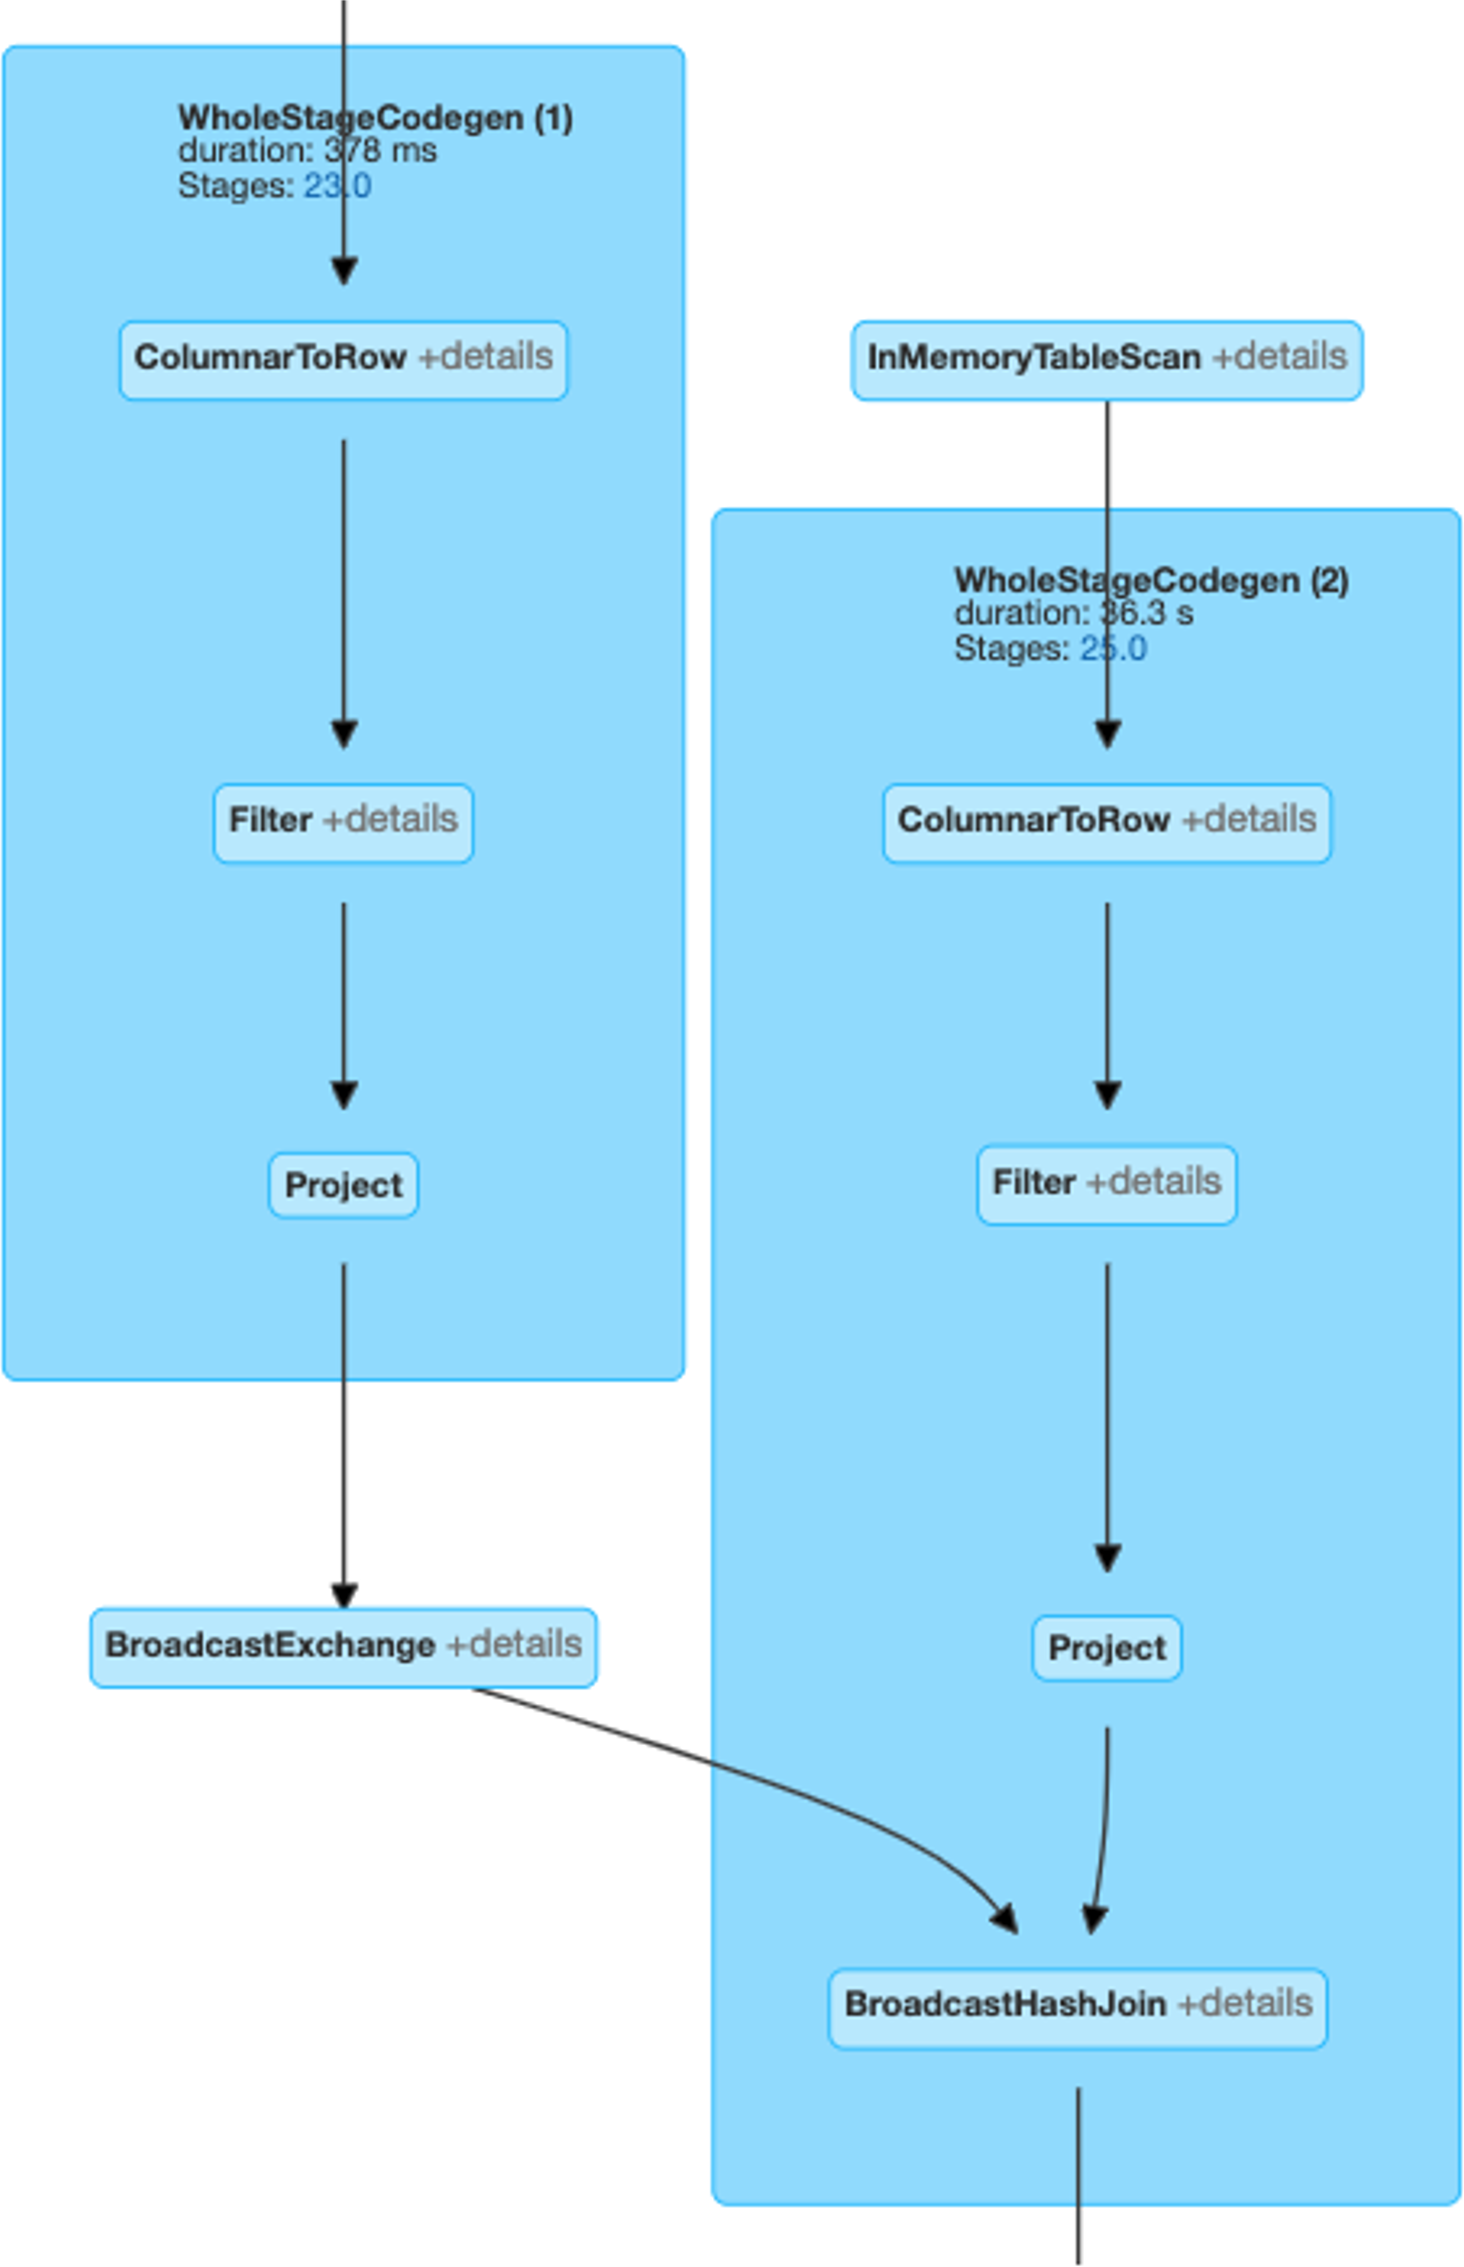 WholeStageCodegen (1)
duration: 378 ms
Stages: 23.0
ColumnarToRow +details
Filter +details
Project
BroadcastExchange +details
InMemoryTableScan +details
WholeStageCodegen (2)
duration: 36.3 s
Stages: 25.0
ColumnarToRow +details
Filter +details
Project
BroadcastHashJoin +details